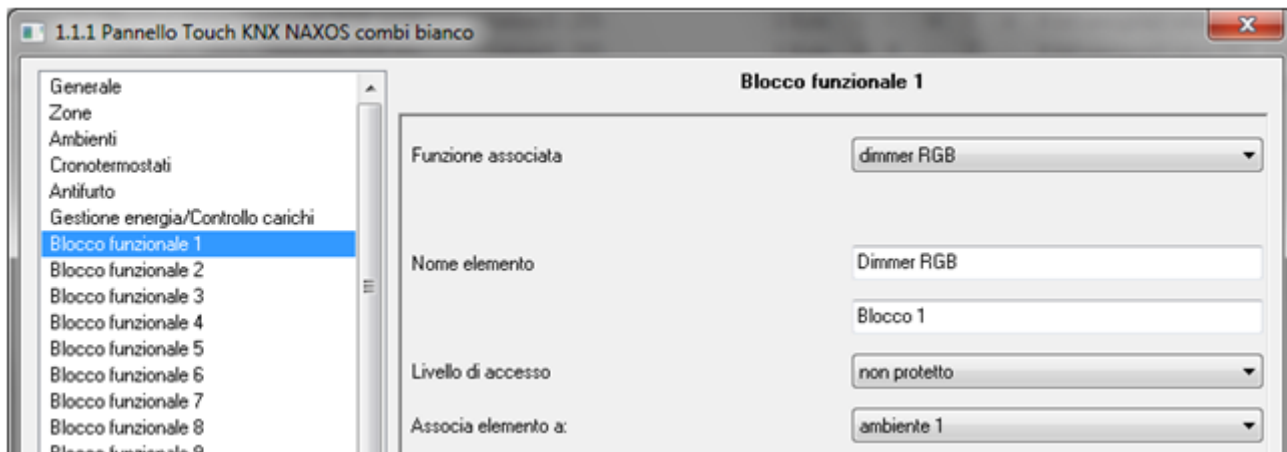 1.1.1 Pannello Touch KNX NAXOS combi bianco
Generale
Zone
Ambienti
Cronotermostati
Antifurto
Gestione energia/Controllo carichi
Blocco funzionale 1
Blocco funzionale 2
Blocco funzionale 3
Blocco funzionale 4
Blocco funzionale 5
Blocco funzionale 6
Blocco funzionale 7
Blocco funzionale 8
Blocco funzionale 9
Blocco funzionale 1
Funzione associata dimmer RGB
Nome elemento Dimmer RGB
Blocco 1
Livello di accesso non protetto
Associa elemento a: ambiente 1